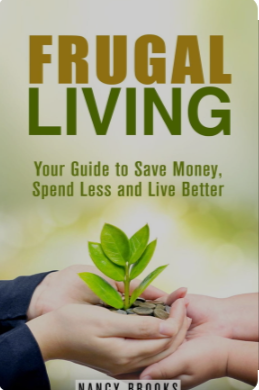 FRUGAL
LIVING
Your Guide to Save Money,
Spend Less and Live Better
NANCY BROOKS